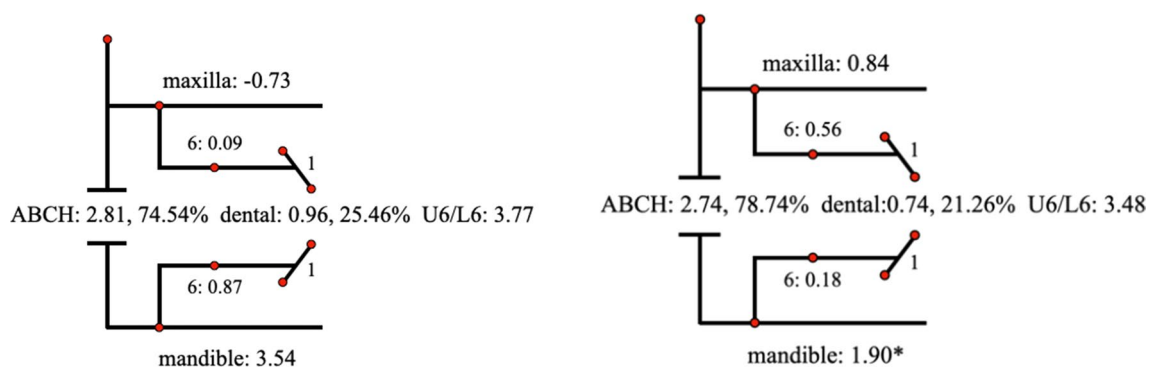 maxilla: -0.73
6: 0.09
1
ABCH: 2.81, 74.54% dental: 0.96, 25.46% U6/L6: 3.77
1
6: 0.87
mandible: 3.54
maxilla: 0.84
6: 0.56
1
ABCH: 2.74, 78.74% dental:0.74, 21.26% U6/L6: 3.48
1
6: 0.18
mandible: 1.90*